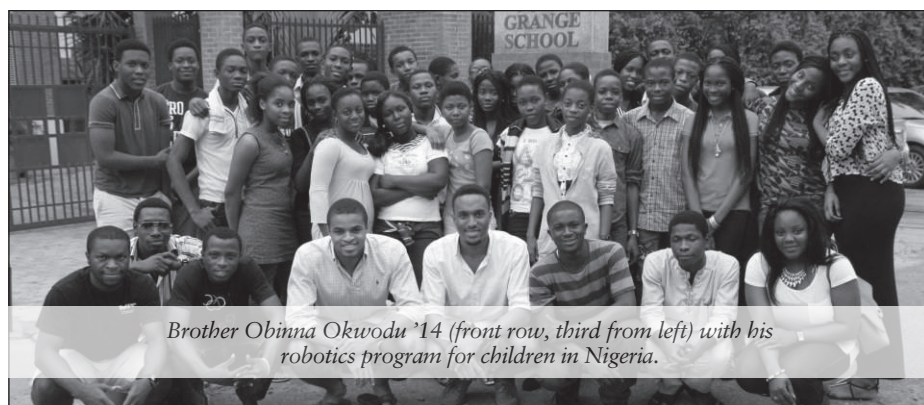 GRANGE
SCHOOL
Brother Obinna Okwodu ’14 (front row, third from left) with his
robotics program for children in Nigeria.